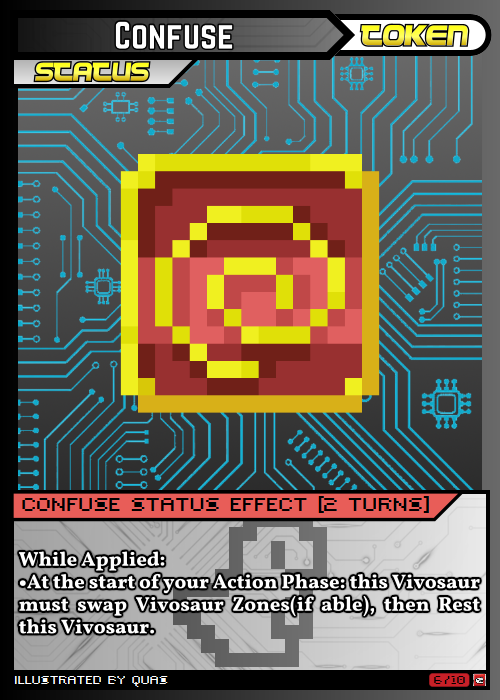 CONFUSE
TOKEN
STATUS
CONFUSE STATUS EFFECT [2 TURNS]
While Applied:
•At the start of your Action Phase: this Vivosaur
must swap Vivosaur Zones(if able), then Rest
this Vivosaur.
ILLUSTRATED BY QUAS
6/10